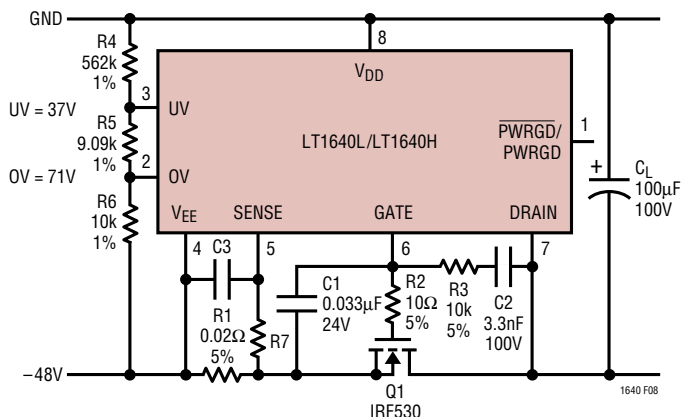 GND
R4
562k
1%
8
V_DD
UV = 37V
3
UV
R5
9.09k
1%
LT1640L/LT1640H
PWRGD/
PWRGD
1
OV = 71V
2
OV
R6
10k
1%
V_EE
SENSE
GATE
DRAIN
+
C_L
100µF
100V
4
5
6
7
C3
R1
0.02Ω
5%
R7
C1
0.033µF
24V
R2
10Ω
5%
R3
10k
5%
C2
3.3nF
100V
–48V
Q1
IRF530
1640 F08